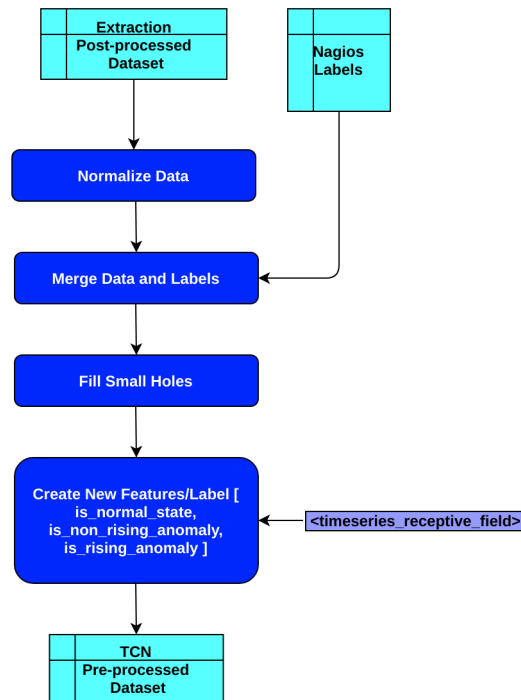 Extraction
Post-processed
Dataset
Nagios
Labels
Normalize Data
Merge Data and Labels
Fill Small Holes
Create New Features/Label [
is_normal_state,
is_non_rising_anomaly,
is_rising_anomaly ]
<timeseries_receptive_field>
TCN
Pre-processed
Dataset